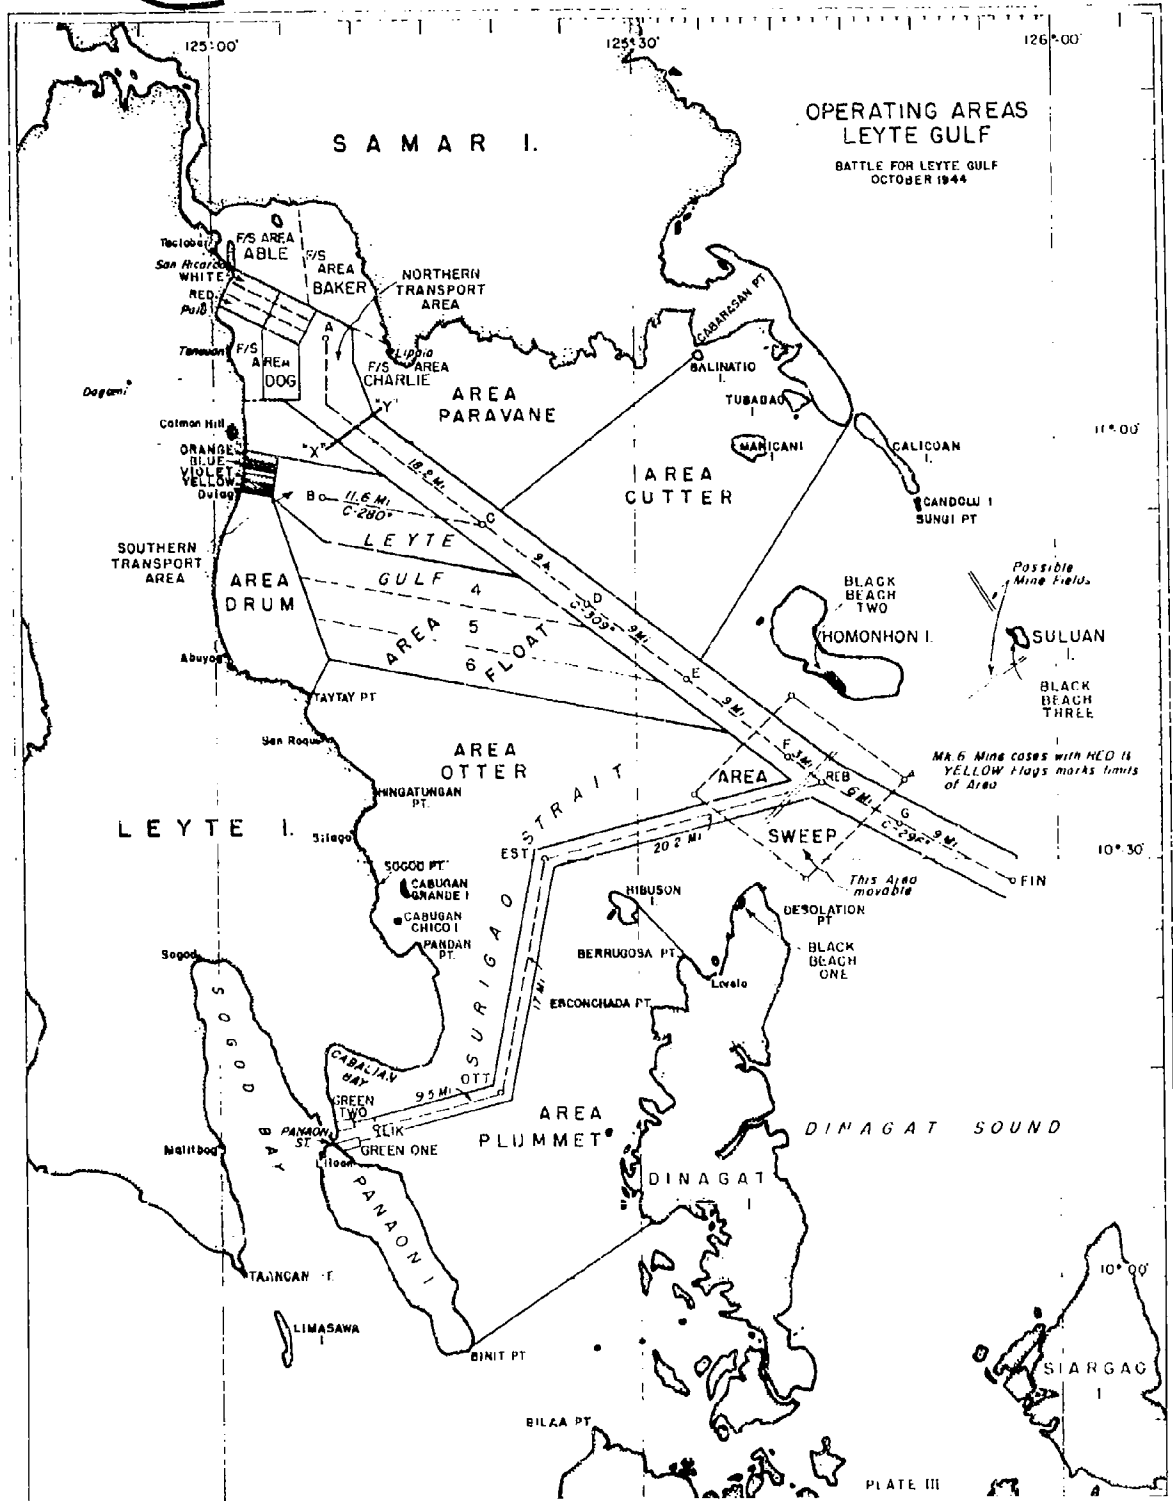 125°00'
125°30'
126°00'
OPERATING AREAS
LEYTE GULF
BATTLE FOR LEYTE GULF
OCTOBER 1944
SAMAR I.
Tacloban
San Ricardo
WHITE
RED
Palo
Tanauan
Dagami
Catmon Hill
ORANGE
BLUE
VIOLET
YELLOW
Dulag
F/S AREA
ABLE
F/S
AREA
BAKER
NORTHERN
TRANSPORT
AREA
A
F/S
AREA
DOG
F/S AREA
CHARLIE
"Y"
"X"
AREA
PARAVANE
CABARASAN PT
BALINATIO
I.
TUBABAO
I
MANICANI
I
CALICOAN
I.
CANDOLU I
SUNGI PT
11°00'
AREA
CUTTER
18.2 Mi
B
11.6 Mi
C-280°
C
LEYTE
GULF
SOUTHERN
TRANSPORT
AREA
AREA
DRUM
4
5
6
AREA
FLOAT
D
C-309°
9Mi
E
9 Mi
BLACK
BEACH
TWO
HOMONHON I.
Possible
Mine Fields
SULUAN
I.
BLACK
BEACH
THREE
Abuyog
TAYTAY PT
San Roque
HINGATUNGAN
PT.
Silago
AREA
OTTER
F
3Mi
REB
6 Mi
G
C-296°
9 Mi
FIN
Mk.6 Mine cases with RED &
YELLOW Flags marks limits
of Area
AREA
SWEEP
This Area
movable
10°30'
LEYTE I.
SURIGAO STRAIT
EST
20.2 Mi
SOGOD PT
CABUGAN
GRANDE I
CABUGAN
CHICO I
PANDAN
PT.
HIBUSON
I.
DESOLATION
PT
BLACK
BEACH
ONE
BERRUGOSA PT.
Loreto
ENCONCHADA PT.
17 Mi
Sogod
SOGOD BAY
CABALIAN
BAY
OTT
9.5 Mi
GREEN
TWO
PANAON
ST.
GREEN ONE
Liloan
Malitbog
PANAON I
AREA
PLUMMET
DINAGAT SOUND
DINAGAT
I
LIMASAWA
I
BINIT PT
BILAA PT.
10°00'
SIARGAO
I
PLATE III